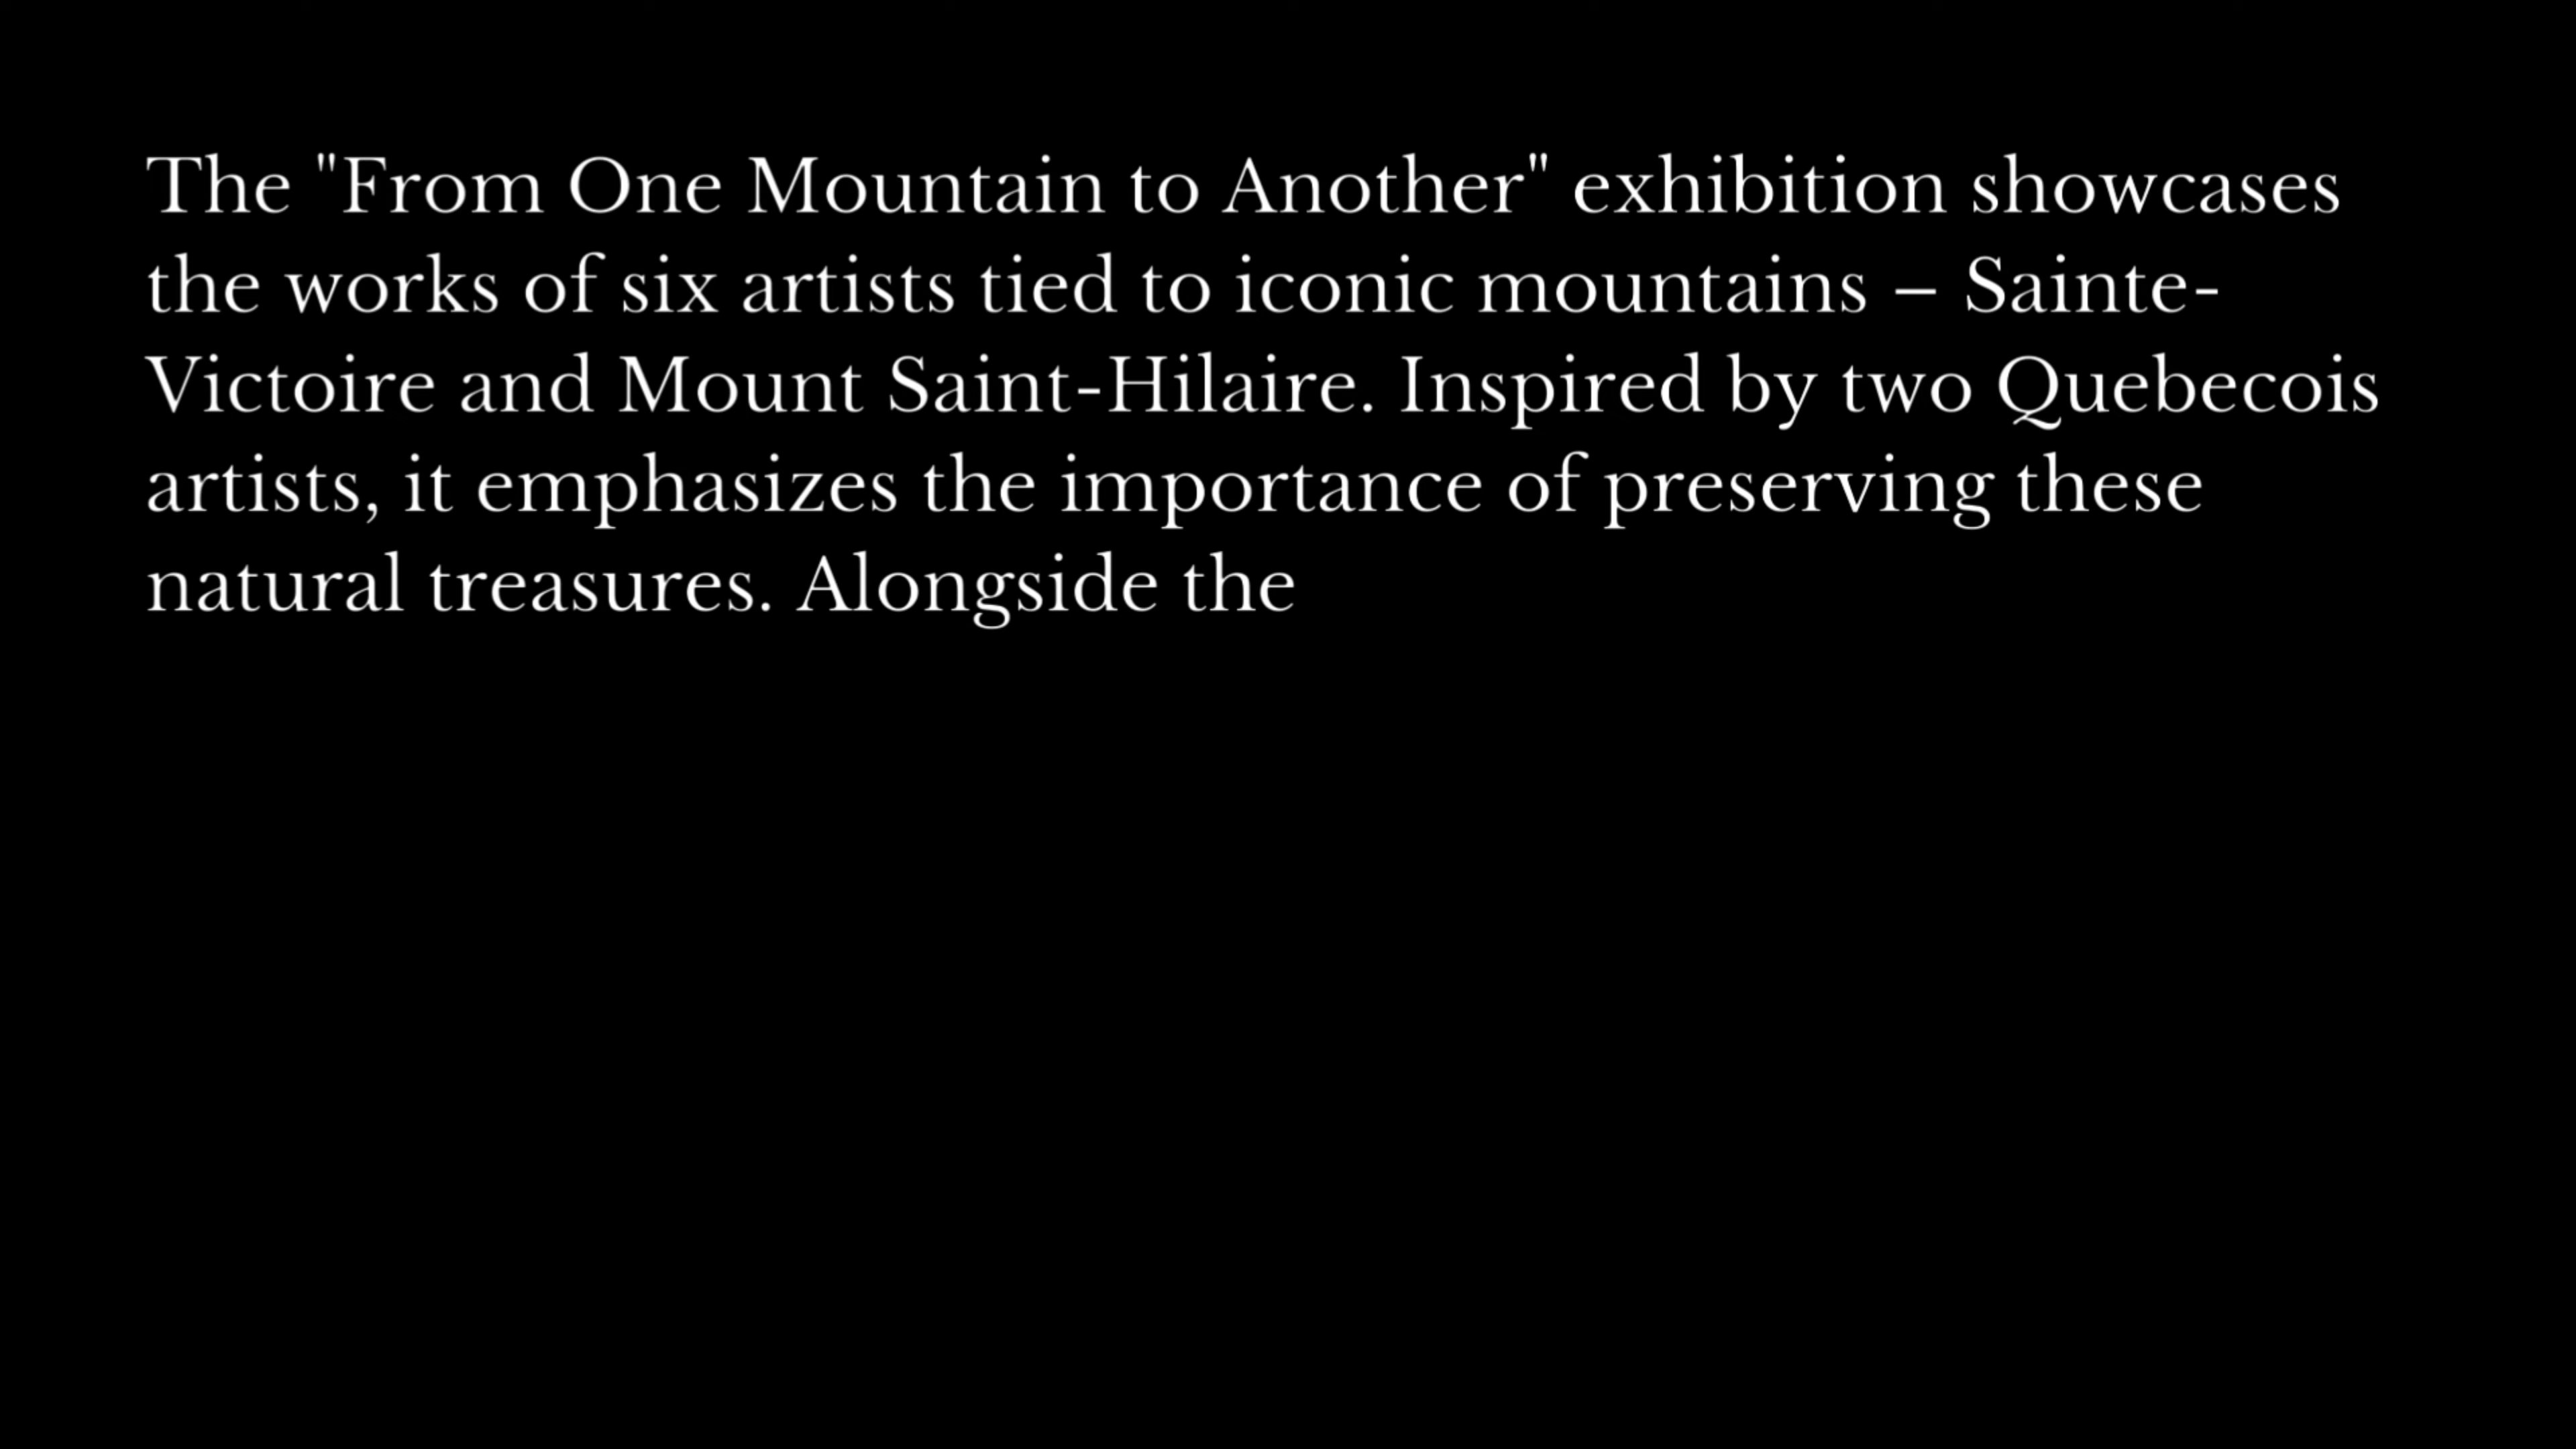 The "From One Mountain to Another" exhibition showcases
the works of six artists tied to iconic mountains – Sainte-
Victoire and Mount Saint-Hilaire. Inspired by two Quebecois
artists, it emphasizes the importance of preserving these
natural treasures. Alongside the